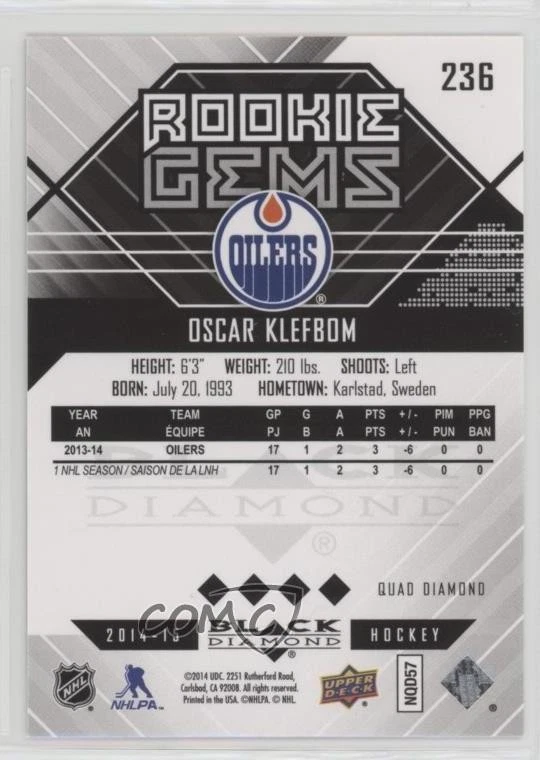 236
ROOKIE
GEMS
OILERS
®
OSCAR KLEFBOM
HEIGHT: 6'3" WEIGHT: 210 lbs. SHOOTS: Left
BORN: July 20, 1993 HOMETOWN: Karlstad, Sweden
YEAR TEAM GP G A PTS +/- PIM PPG
AN ÉQUIPE PJ B A PTS +/- PUN BAN
2013-14 OILERS 17 1 2 3 -6 0 0
1 NHL SEASON / SAISON DE LA LNH 17 1 2 3 -6 0 0
BLACK
DIAMOND
®
QUAD DIAMOND
COMC
2014-15 BLACK DIAMOND ® HOCKEY
NHL ® NHLPA
©2014 UDC. 2251 Rutherford Road,
Carlsbad, CA 92008. All rights reserved.
Printed in the USA. ©NHLPA. © NHL.
UPPER DECK
NQD57
®